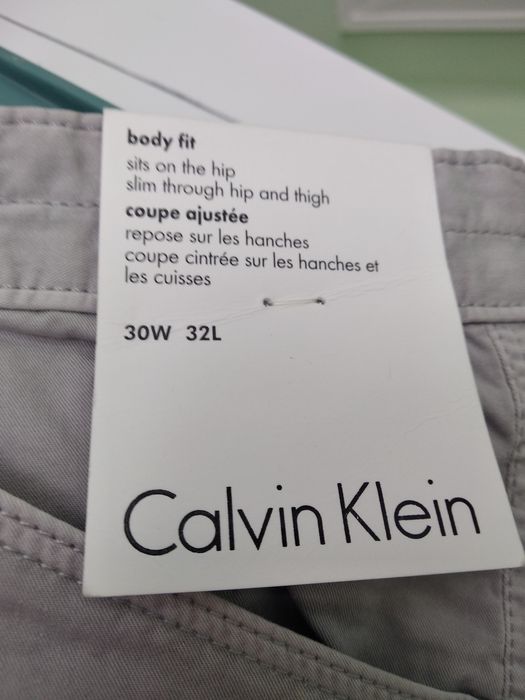 body fit
sits on the hip
slim through hip and thigh
coupe ajustée
repose sur les hanches
coupe cintrée sur les hanches et
les cuisses
30W 32L
Calvin Klein